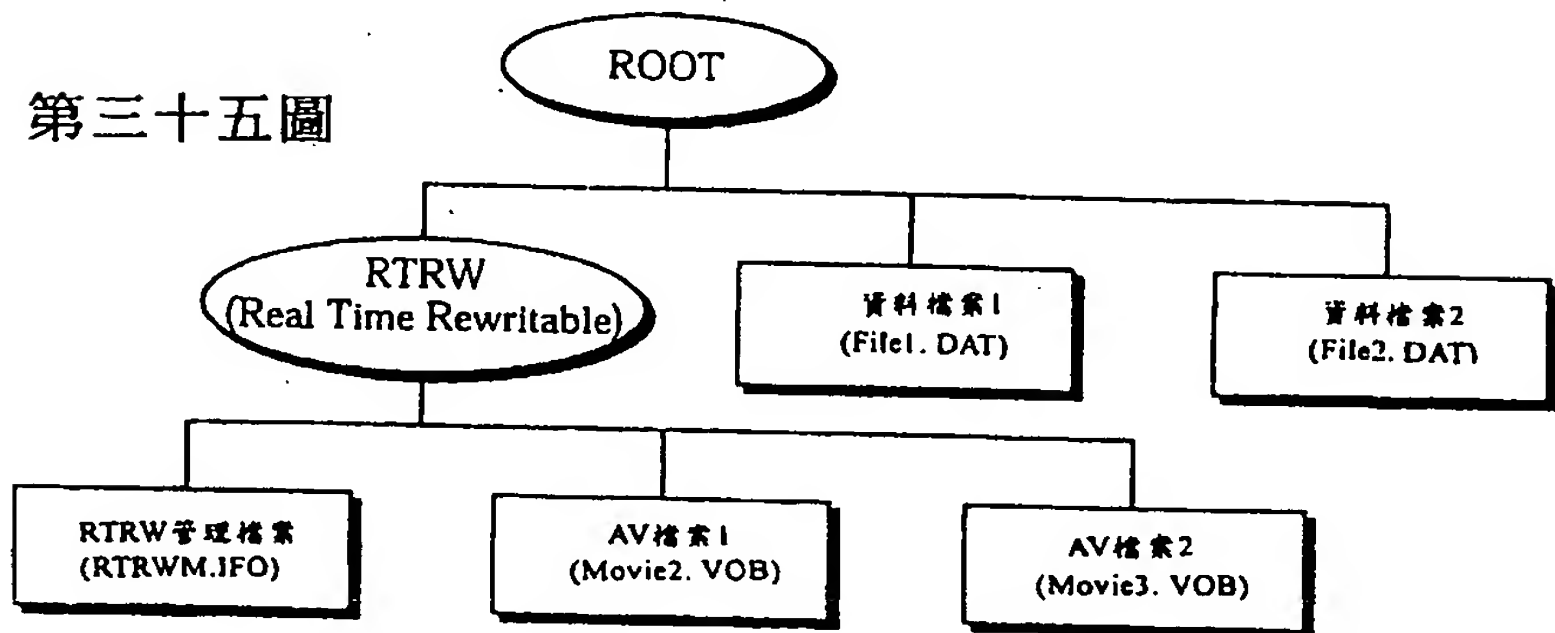 ROOT
第三十五圖
RTRW
(Real Time Rewritable)
資料檔案1
(File1. DAT)
資料檔案2
(File2. DAT)
RTRW管理檔案
(RTRWM.IFO)
AV檔案1
(Movie2. VOB)
AV檔案2
(Movie3. VOB)